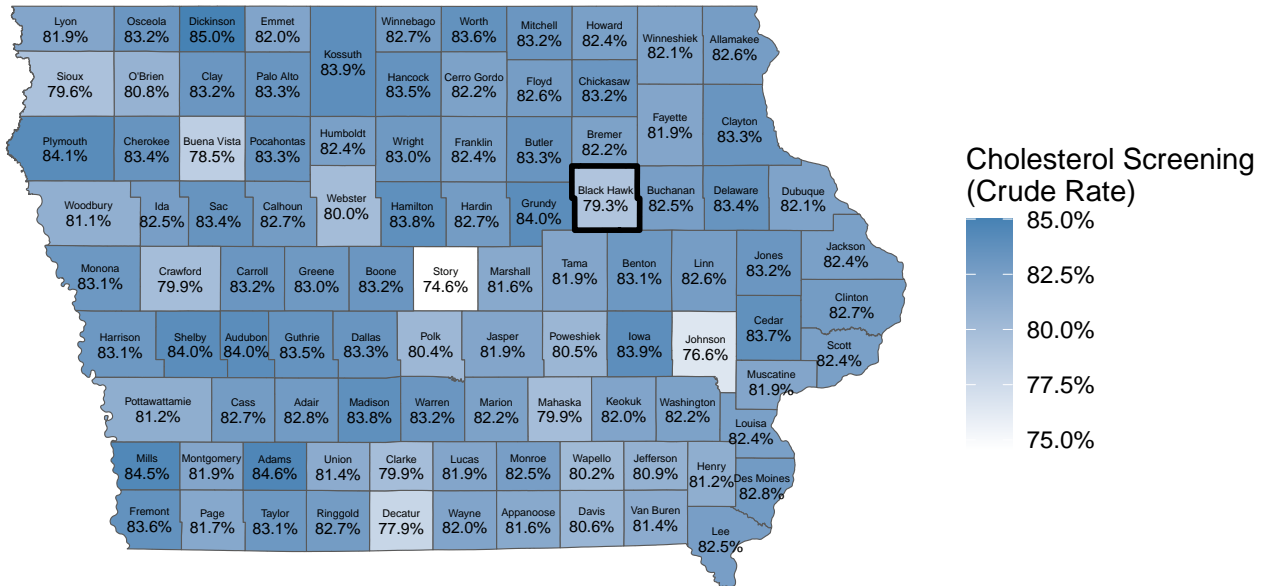 Lyon
81.9%
Osceola
83.2%
Dickinson
85.0%
Emmet
82.0%
Kossuth
83.9%
Winnebago
82.7%
Worth
83.6%
Mitchell
83.2%
Howard
82.4%
Winneshiek
82.1%
Allamakee
82.6%
Sioux
79.6%
O'Brien
80.8%
Clay
83.2%
Palo Alto
83.3%
Hancock
83.5%
Cerro Gordo
82.2%
Floyd
82.6%
Chickasaw
83.2%
Fayette
81.9%
Clayton
83.3%
Plymouth
84.1%
Cherokee
83.4%
Buena Vista
78.5%
Pocahontas
83.3%
Humboldt
82.4%
Wright
83.0%
Franklin
82.4%
Butler
83.3%
Bremer
82.2%
Woodbury
81.1%
Ida
82.5%
Sac
83.4%
Calhoun
82.7%
Webster
80.0%
Hamilton
83.8%
Hardin
82.7%
Grundy
84.0%
Black Hawk
79.3%
Buchanan
82.5%
Delaware
83.4%
Dubuque
82.1%
Monona
83.1%
Crawford
79.9%
Carroll
83.2%
Greene
83.0%
Boone
83.2%
Story
74.6%
Marshall
81.6%
Tama
81.9%
Benton
83.1%
Linn
82.6%
Jones
83.2%
Jackson
82.4%
Clinton
82.7%
Harrison
83.1%
Shelby
84.0%
Audubon
84.0%
Guthrie
83.5%
Dallas
83.3%
Polk
80.4%
Jasper
81.9%
Poweshiek
80.5%
Iowa
83.9%
Johnson
76.6%
Cedar
83.7%
Scott
82.4%
Muscatine
81.9%
Pottawattamie
81.2%
Cass
82.7%
Adair
82.8%
Madison
83.8%
Warren
83.2%
Marion
82.2%
Mahaska
79.9%
Keokuk
82.0%
Washington
82.2%
Louisa
82.4%
Mills
84.5%
Montgomery
81.9%
Adams
84.6%
Union
81.4%
Clarke
79.9%
Lucas
81.9%
Monroe
82.5%
Wapello
80.2%
Jefferson
80.9%
Henry
81.2%
Des Moines
82.8%
Fremont
83.6%
Page
81.7%
Taylor
83.1%
Ringgold
82.7%
Decatur
77.9%
Wayne
82.0%
Appanoose
81.6%
Davis
80.6%
Van Buren
81.4%
Lee
82.5%
Cholesterol Screening
(Crude Rate)
85.0%
82.5%
80.0%
77.5%
75.0%